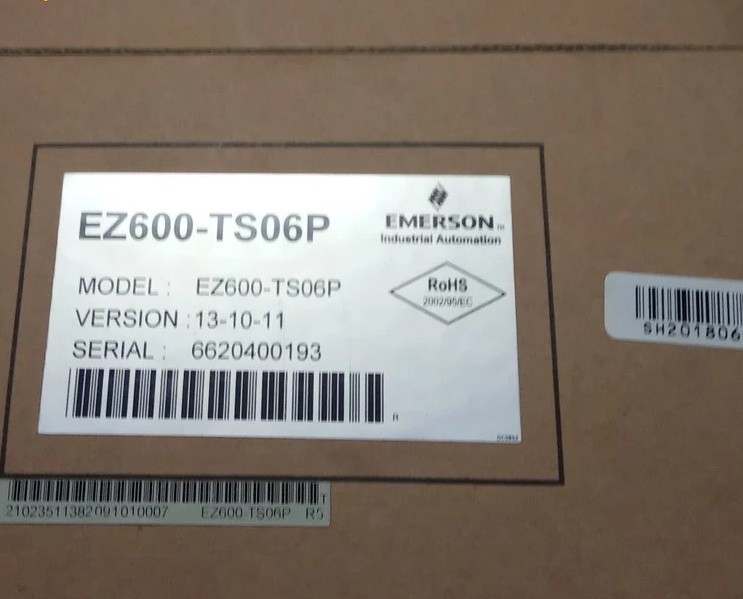 EZ600-TS06P
EMERSON
Industrial Automation
MODEL : EZ600-TS06P
RoHS
2002/95/EC
VERSION : 13-10-11
SERIAL : 6620400193
R
SH201806
21023511382091010007 EZ600-TS06P R5